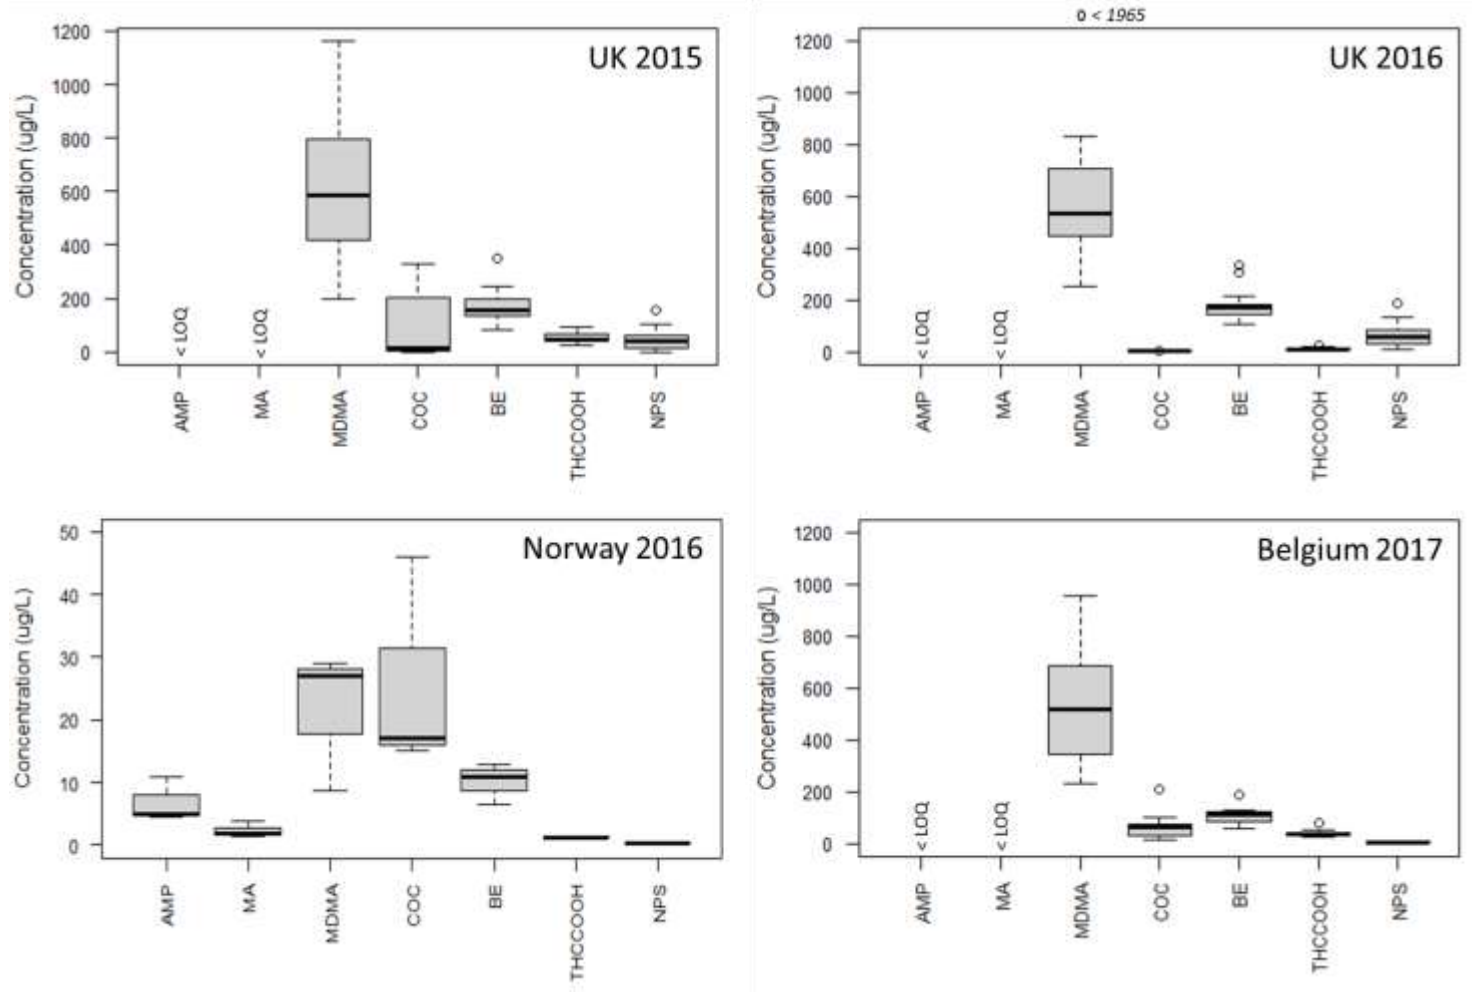 UK 2015
Concentration (ug/L)
1200
1000
800
600
400
200
0
< LOQ
< LOQ
AMP
MA
MDMA
COC
BE
THCCOOH
NPS
o < 1965
UK 2016
Concentration (ug/L)
1200
1000
800
600
400
200
0
< LOQ
< LOQ
AMP
MA
MDMA
COC
BE
THCCOOH
NPS
Norway 2016
Concentration (ug/L)
50
40
30
20
10
0
AMP
MA
MDMA
COC
BE
THCCOOH
NPS
Belgium 2017
Concentration (ug/L)
1200
1000
800
600
400
200
0
< LOQ
< LOQ
AMP
MA
MDMA
COC
BE
THCCOOH
NPS